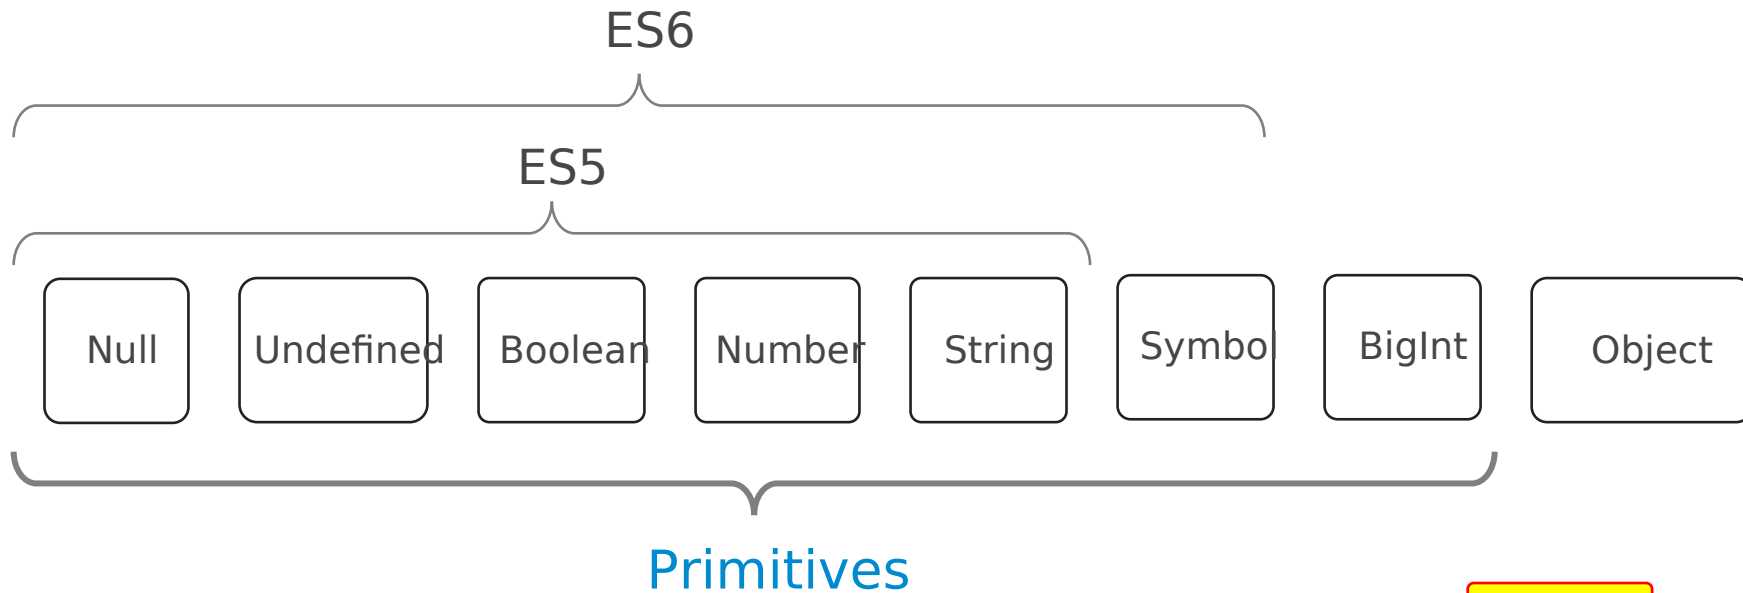 ES6
ES5
Null Undefined Boolean Number String Symbol BigInt Object
Primitives